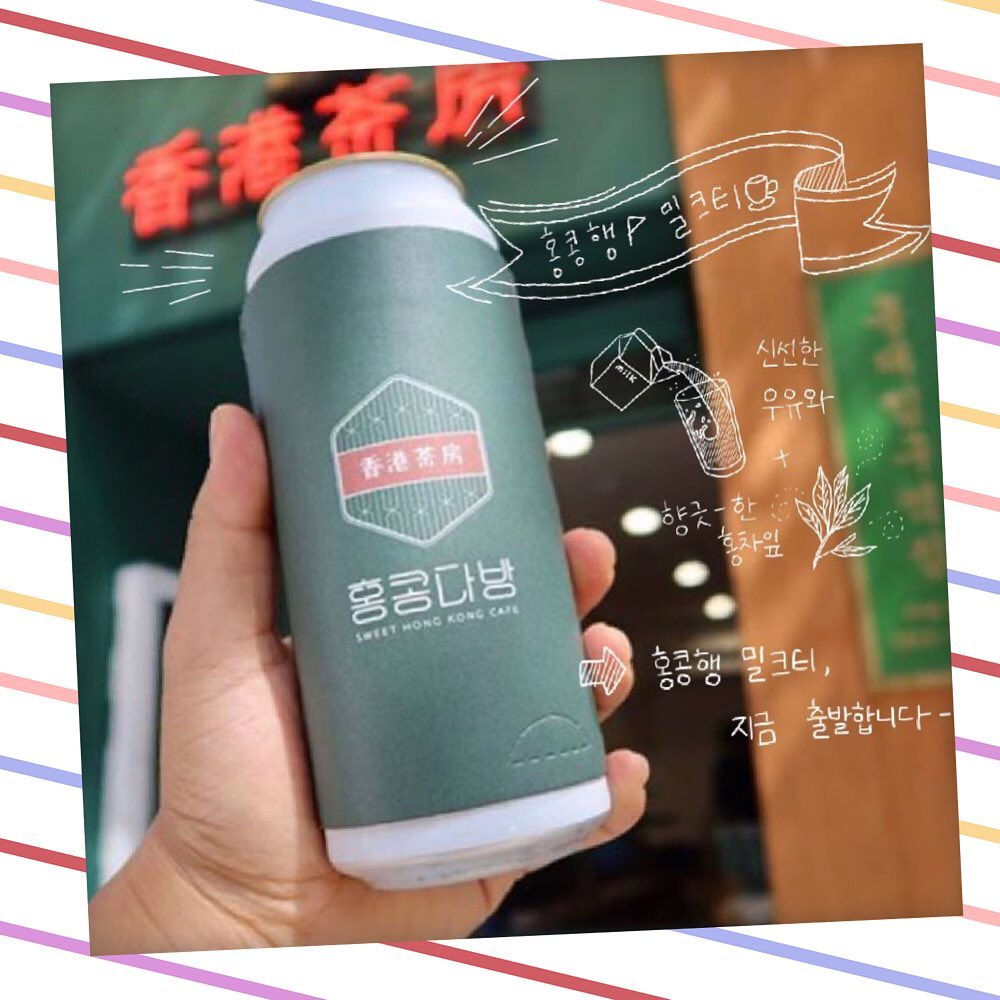 香港茶房
홍콩행 밀크티
milk
신선한
우유와
+
향긋-한
홍차잎
香港茶房
홍콩다방
SWEET HONG KONG CAFE
홍콩행 밀크티,
지금 출발합니다-